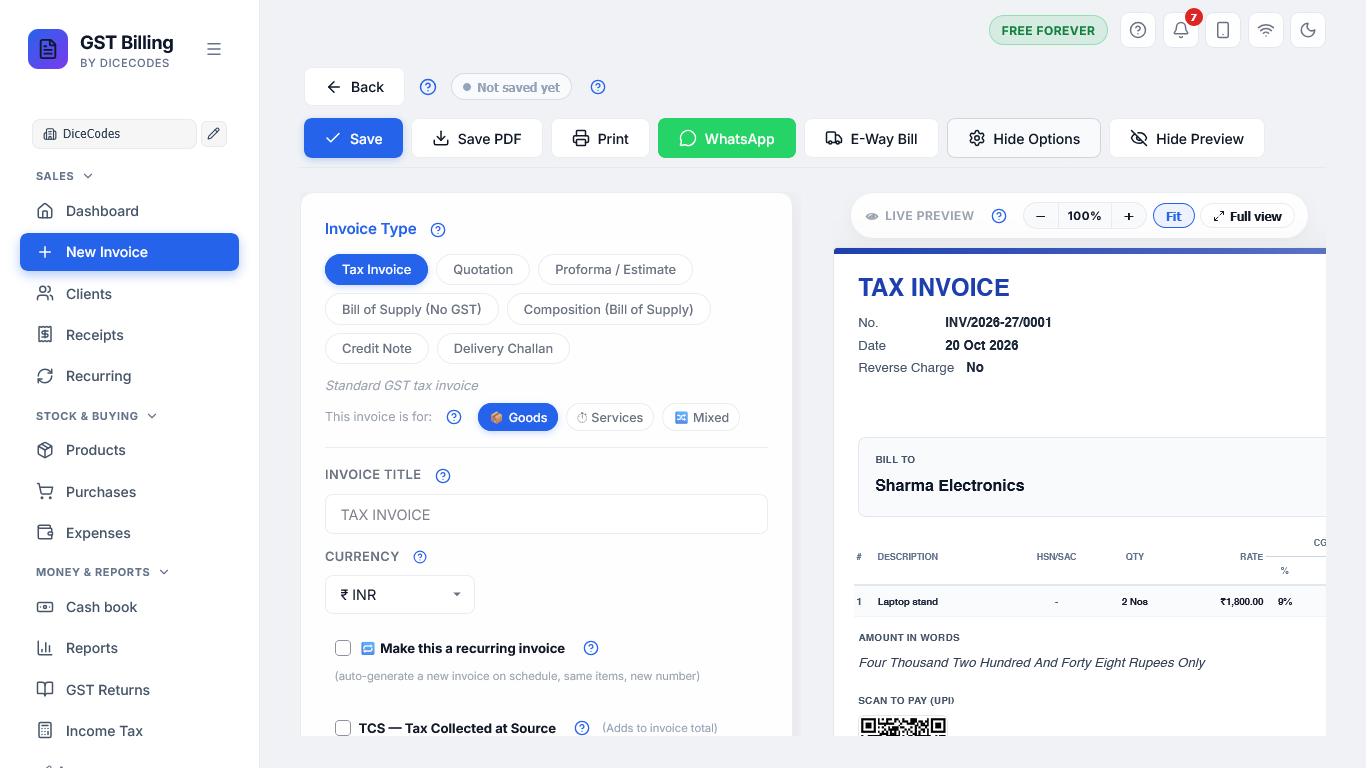 GST Billing
BY DICECODES
DiceCodes
SALES
Dashboard
New Invoice
Clients
Receipts
Recurring
STOCK & BUYING
Products
Purchases
Expenses
MONEY & REPORTS
Cash book
Reports
GST Returns
Income Tax
FREE FOREVER
7
Back
Not saved yet
Save
Save PDF
Print
WhatsApp
E-Way Bill
Hide Options
Hide Preview
Invoice Type
Tax Invoice
Quotation
Proforma / Estimate
Bill of Supply (No GST)
Composition (Bill of Supply)
Credit Note
Delivery Challan
Standard GST tax invoice
This invoice is for:
Goods
Services
Mixed
INVOICE TITLE
TAX INVOICE
CURRENCY
₹ INR
Make this a recurring invoice
(auto-generate a new invoice on schedule, same items, new number)
TCS — Tax Collected at Source (Adds to invoice total)
LIVE PREVIEW
− 100% +
Fit
Full view
TAX INVOICE
No. INV/2026-27/0001
Date 20 Oct 2026
Reverse Charge No
BILL TO
Sharma Electronics
# DESCRIPTION HSN/SAC QTY RATE CG
%
1 Laptop stand - 2 Nos ₹1,800.00 9%
AMOUNT IN WORDS
Four Thousand Two Hundred And Forty Eight Rupees Only
SCAN TO PAY (UPI)